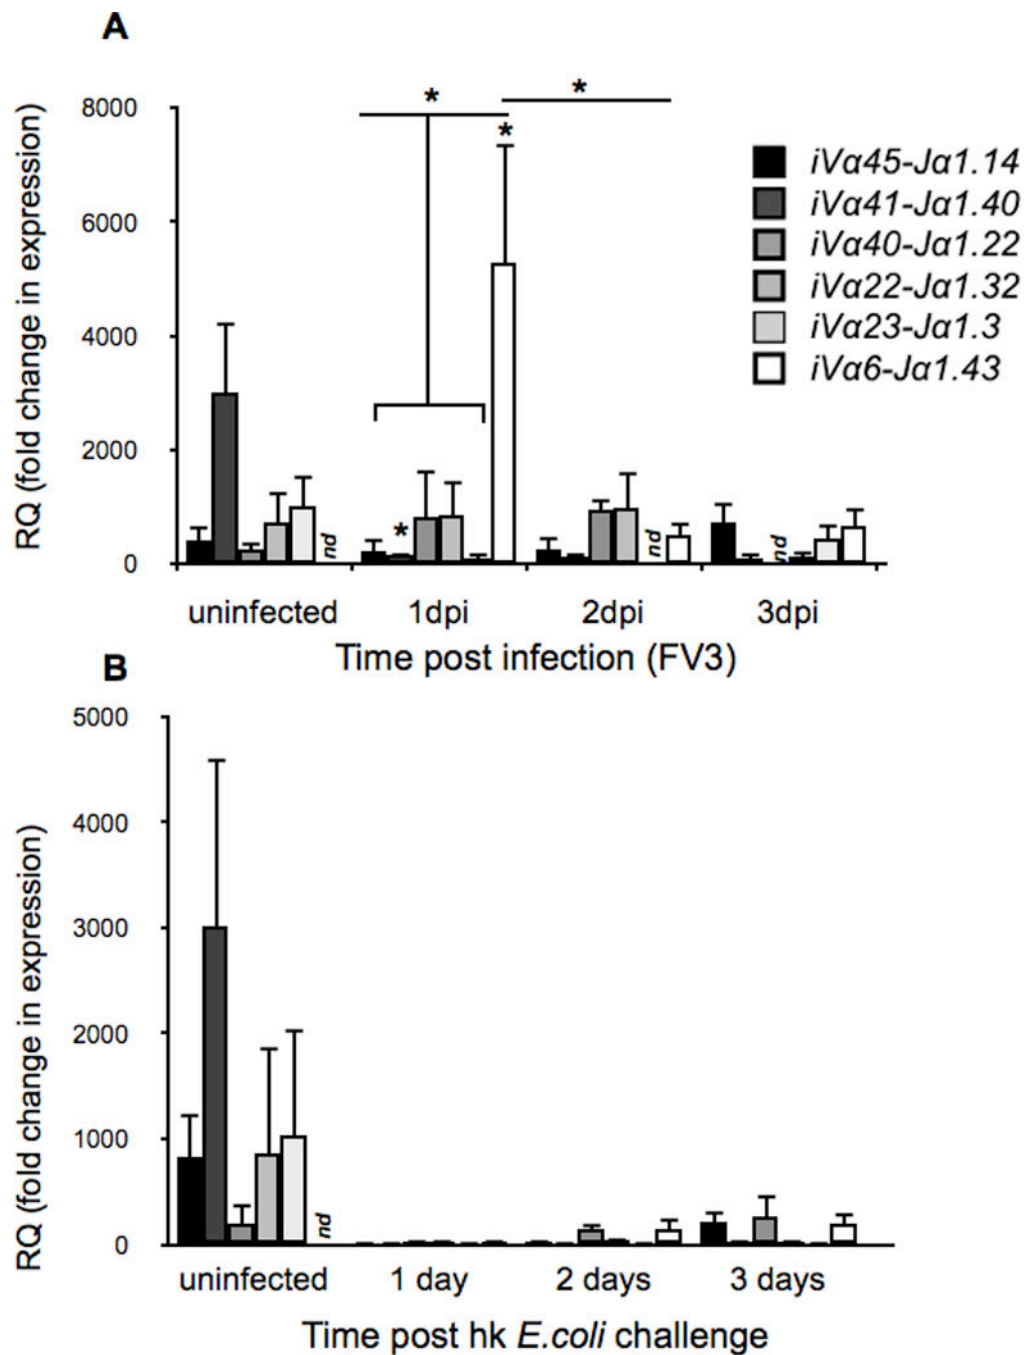 A
*
*
8000
*
6000
4000
2000
0
RQ (fold change in expression)
*
nd
nd
nd
iVα45-Jα1.14
iVα41-Jα1.40
iVα40-Jα1.22
iVα22-Jα1.32
iVα23-Jα1.3
iVα6-Jα1.43
uninfected 1dpi 2dpi 3dpi
Time post infection (FV3)
B
5000
4000
3000
2000
1000
0
RQ (fold change in expression)
nd
uninfected 1 day 2 days 3 days
Time post hk E.coli challenge